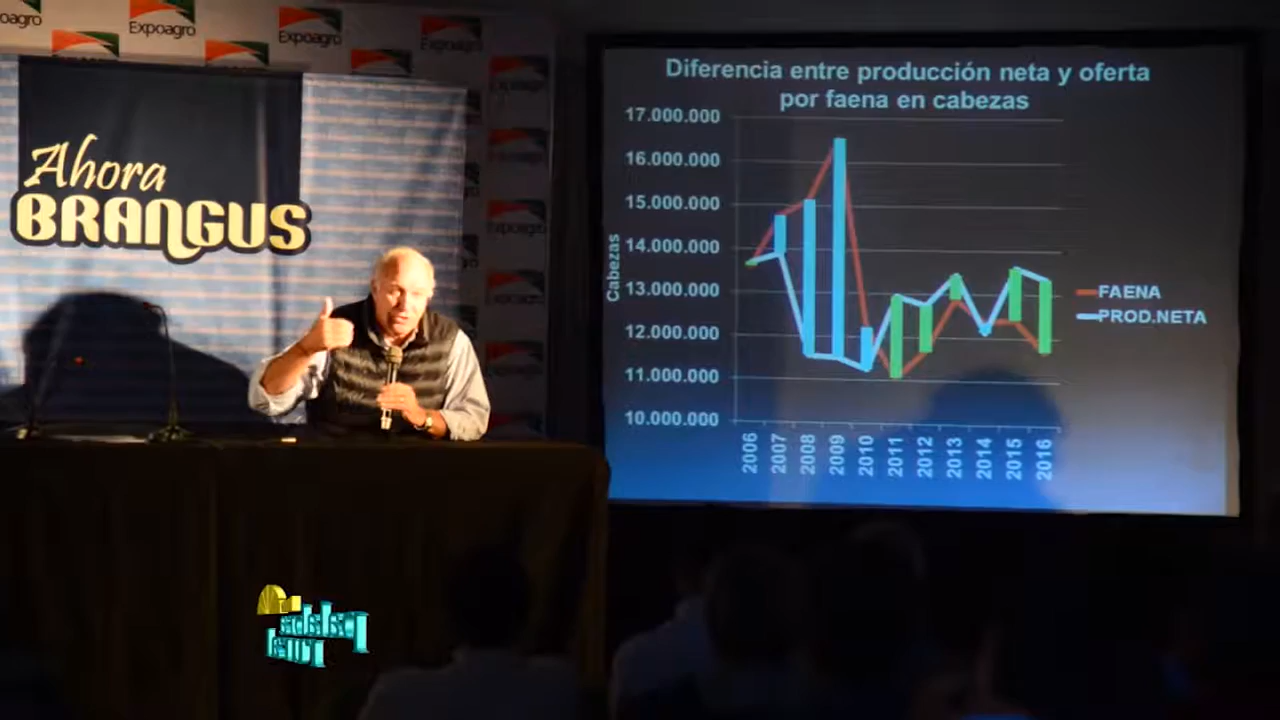 Expoagro
Expoagro
Expoagro
Ahora
BRANGUS
Diferencia entre producción neta y oferta
por faena en cabezas
17.000.000
16.000.000
15.000.000
14.000.000
13.000.000
12.000.000
11.000.000
10.000.000
Cabezas
2006
2007
2008
2009
2010
2011
2012
2013
2014
2015
2016
FAENA
PROD.NETA